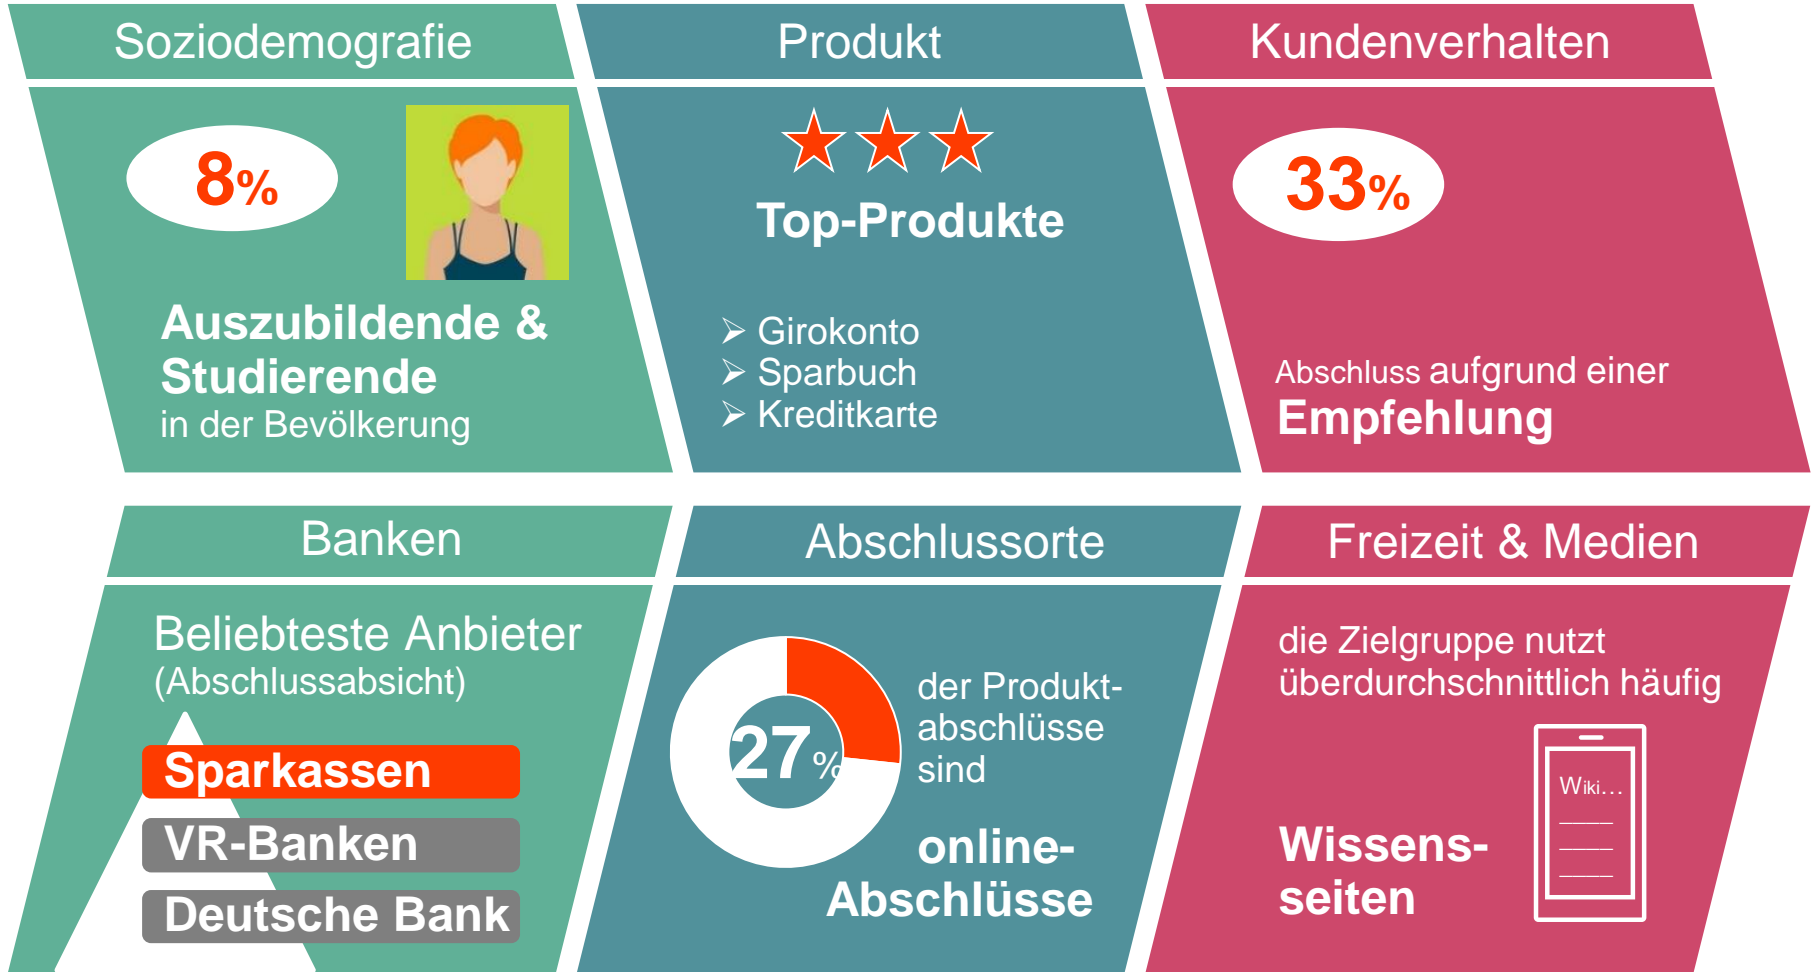 Soziodemografie
8%
Auszubildende &
Studierende
in der Bevölkerung
Produkt
Top-Produkte
➢ Girokonto
➢ Sparbuch
➢ Kreditkarte
Kundenverhalten
33%
Abschluss aufgrund einer
Empfehlung
Banken
Beliebteste Anbieter
(Abschlussabsicht)
Sparkassen
VR-Banken
Deutsche Bank
Abschlussorte
27%
der Produkt-
abschlüsse
sind
online-
Abschlüsse
Freizeit & Medien
die Zielgruppe nutzt
überdurchschnittlich häufig
Wissens-
seiten
Wiki...